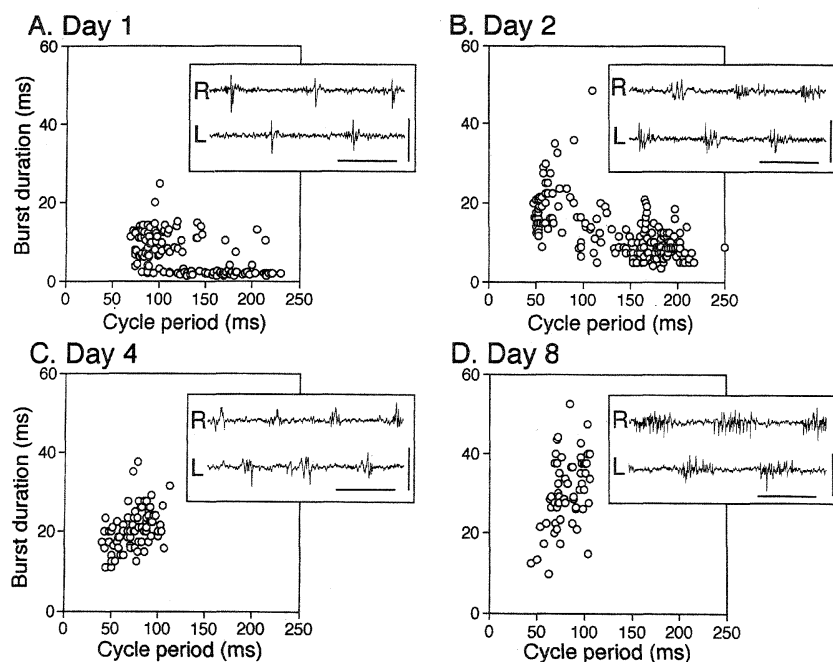 A. Day 1
Burst duration (ms)
60
40
20
0
R
L
0 50 100 150 200 250
Cycle period (ms)
B. Day 2
60
40
20
0
R
L
0 50 100 150 200 250
Cycle period (ms)
C. Day 4
Burst duration (ms)
60
40
20
0
R
L
0 50 100 150 200 250
Cycle period (ms)
D. Day 8
60
40
20
0
R
L
0 50 100 150 200 250
Cycle period (ms)